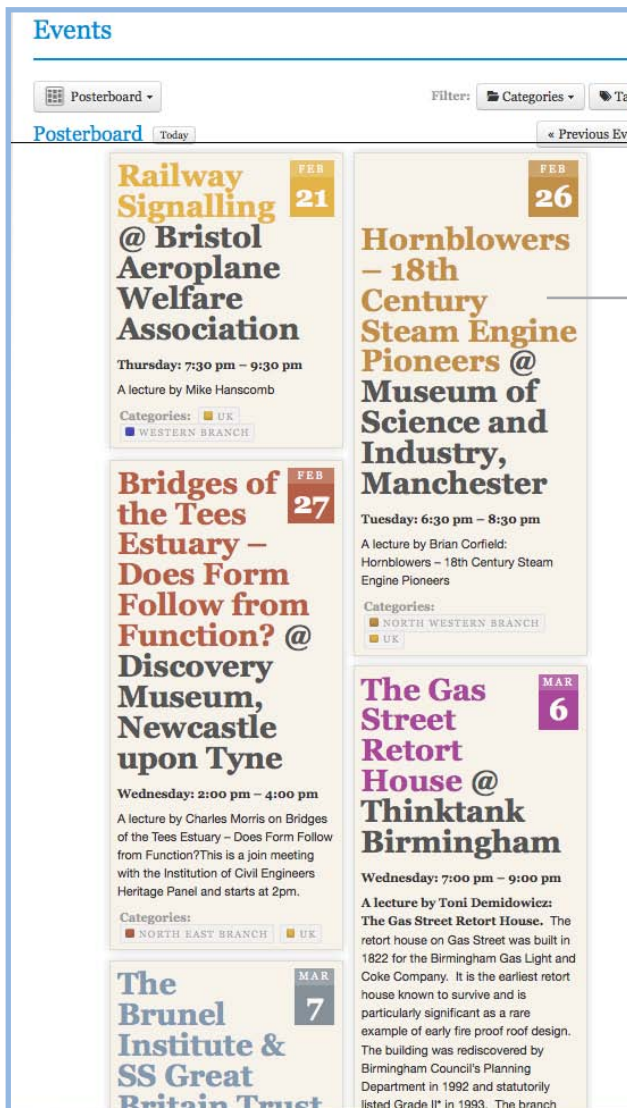 Events
Posterboard
Filter:
Categories
Posterboard
Today
« Previous
FEB
21
Railway
Signalling
@ Bristol
Aeroplane
Welfare
Association
Thursday: 7:30 pm – 9:30 pm
A lecture by Mike Hanscomb
Categories: UK
WESTERN BRANCH
FEB
27
Bridges of
the Tees
Estuary –
Does Form
Follow from
Function? @
Discovery
Museum,
Newcastle
upon Tyne
Wednesday: 2:00 pm – 4:00 pm
A lecture by Charles Morris on Bridges
of the Tees Estuary – Does Form Follow
from Function?This is a join meeting
with the Institution of Civil Engineers
Heritage Panel and starts at 2pm.
Categories:
NORTH EAST BRANCH UK
MAR
7
The
Brunel
Institute &
SS Great
Britain Trust
FEB
26
Hornblowers
– 18th
Century
Steam Engine
Pioneers @
Museum of
Science and
Industry,
Manchester
Tuesday: 6:30 pm – 8:30 pm
A lecture by Brian Corfield:
Hornblowers – 18th Century Steam
Engine Pioneers
Categories:
NORTH WESTERN BRANCH
UK
MAR
6
The Gas
Street
Retort
House @
Thinktank
Birmingham
Wednesday: 7:00 pm – 9:00 pm
A lecture by Toni Demidowicz:
The Gas Street Retort House. The
retort house on Gas Street was built in
1822 for the Birmingham Gas Light and
Coke Company. It is the earliest retort
house known to survive and is
particularly significant as a rare
example of early fire proof roof design.
The building was rediscovered by
Birmingham Council's Planning
Department in 1992 and statutorily
listed Grade II* in 1993. The branch